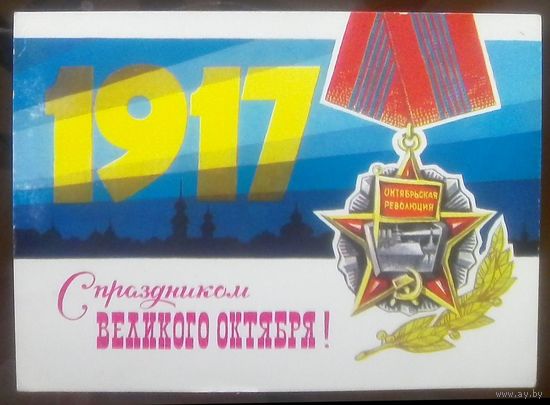 1917
ОКТЯБРЬСКАЯ
РЕВОЛЮЦИЯ
С праздником
ВЕЛИКОГО ОКТЯБРЯ!
www.ay.by